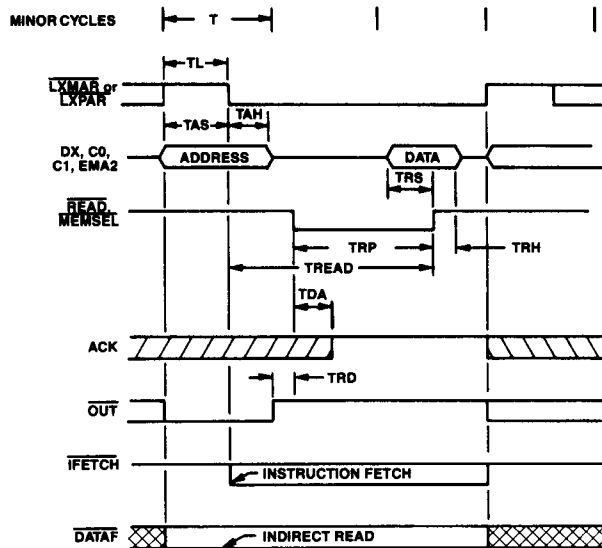 MINOR CYCLES
T
TL
LXMAR or
LXPAR
TAS
TAH
DX, C0,
C1, EMA2
ADDRESS
DATA
TRS
READ,
MEMSEL
TRP
TRH
TREAD
TDA
ACK
TRD
OUT
IFETCH
INSTRUCTION FETCH
DATAF
INDIRECT READ